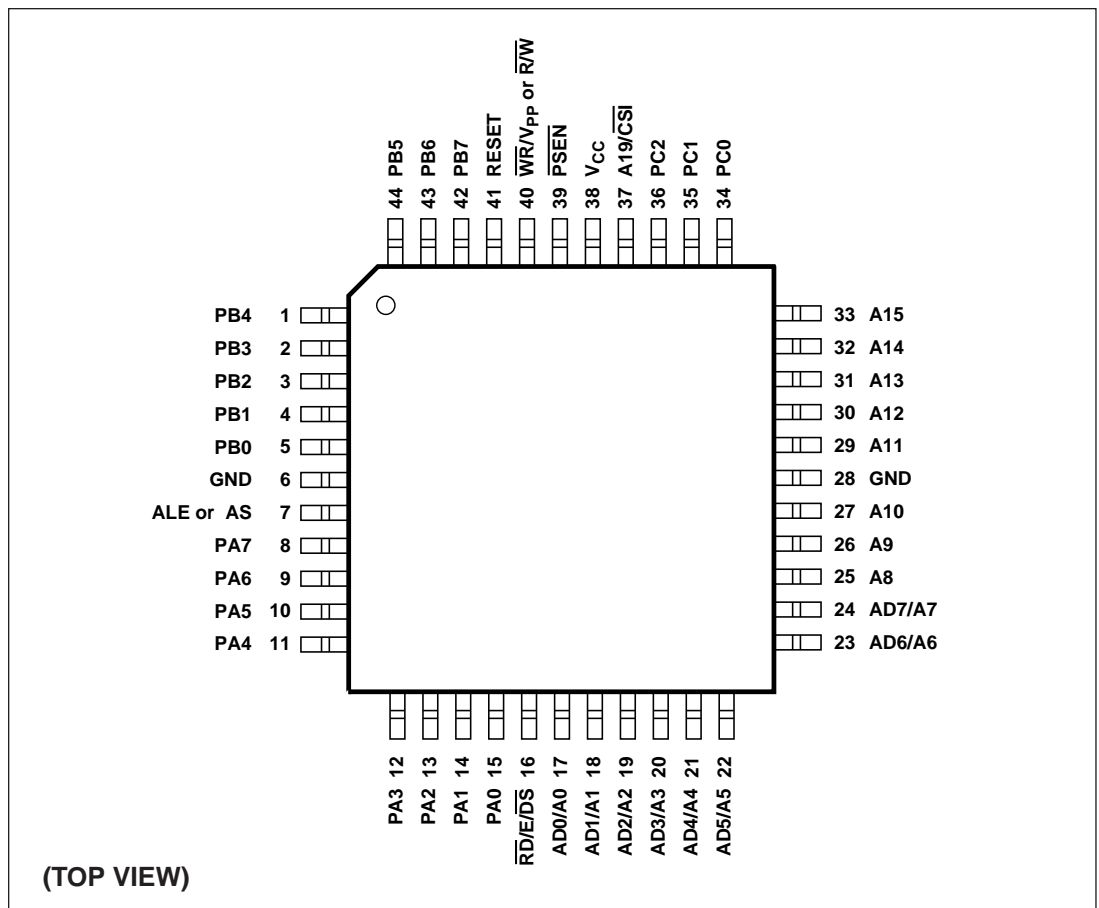 44 PB5
43 PB6
42 PB7
41 RESET
40 W̅R̅/VPP or R̅/̅W̅
39 P̅S̅E̅N̅
38 VCC
37 A19/C̅S̅I̅
36 PC2
35 PC1
34 PC0
PB4 1
PB3 2
PB2 3
PB1 4
PB0 5
GND 6
ALE or AS 7
PA7 8
PA6 9
PA5 10
PA4 11
33 A15
32 A14
31 A13
30 A12
29 A11
28 GND
27 A10
26 A9
25 A8
24 AD7/A7
23 AD6/A6
PA3 12
PA2 13
PA1 14
PA0 15
R̅D̅/E/D̅S̅ 16
AD0/A0 17
AD1/A1 18
AD2/A2 19
AD3/A3 20
AD4/A4 21
AD5/A5 22
(TOP VIEW)